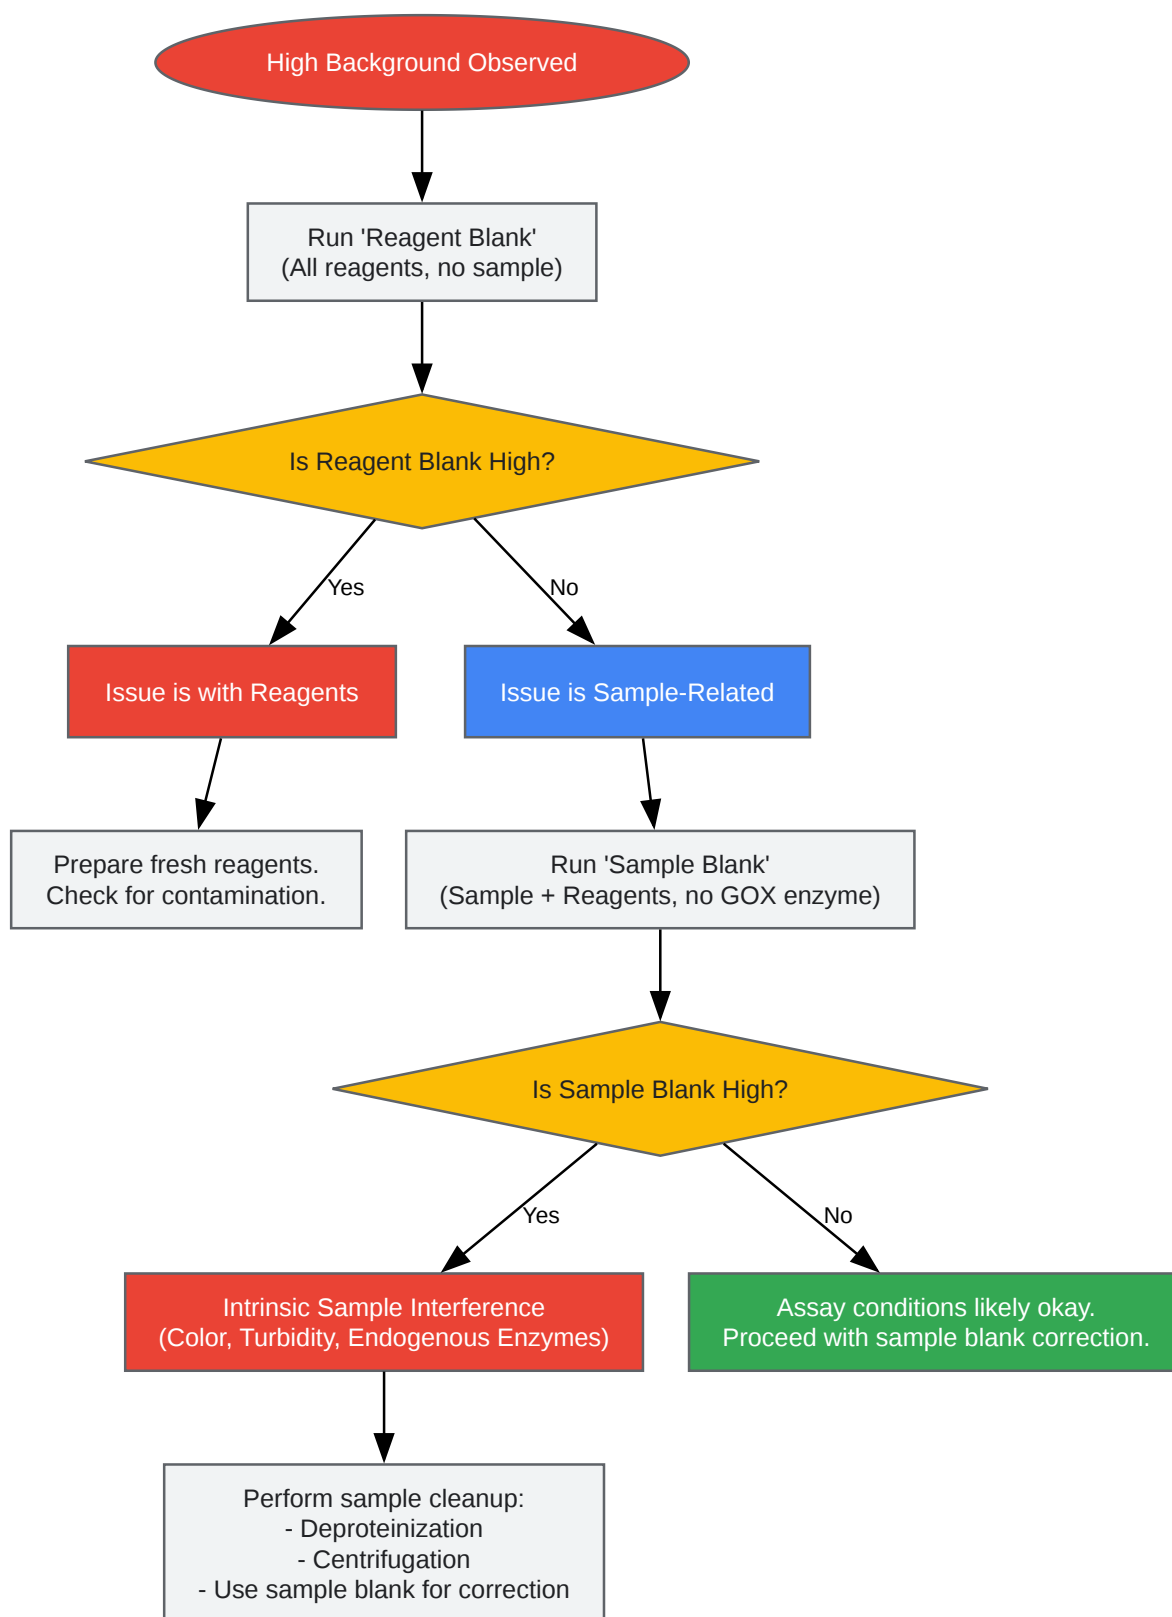 High Background Observed
Run 'Reagent Blank'
(All reagents, no sample)
Is Reagent Blank High?
Yes
No
Issue is with Reagents
Issue is Sample-Related
Prepare fresh reagents.
Check for contamination.
Run 'Sample Blank'
(Sample + Reagents, no GOX enzyme)
Is Sample Blank High?
Yes
No
Intrinsic Sample Interference
(Color, Turbidity, Endogenous Enzymes)
Assay conditions likely okay.
Proceed with sample blank correction.
Perform sample cleanup:
- Deproteinization
- Centrifugation
- Use sample blank for correction